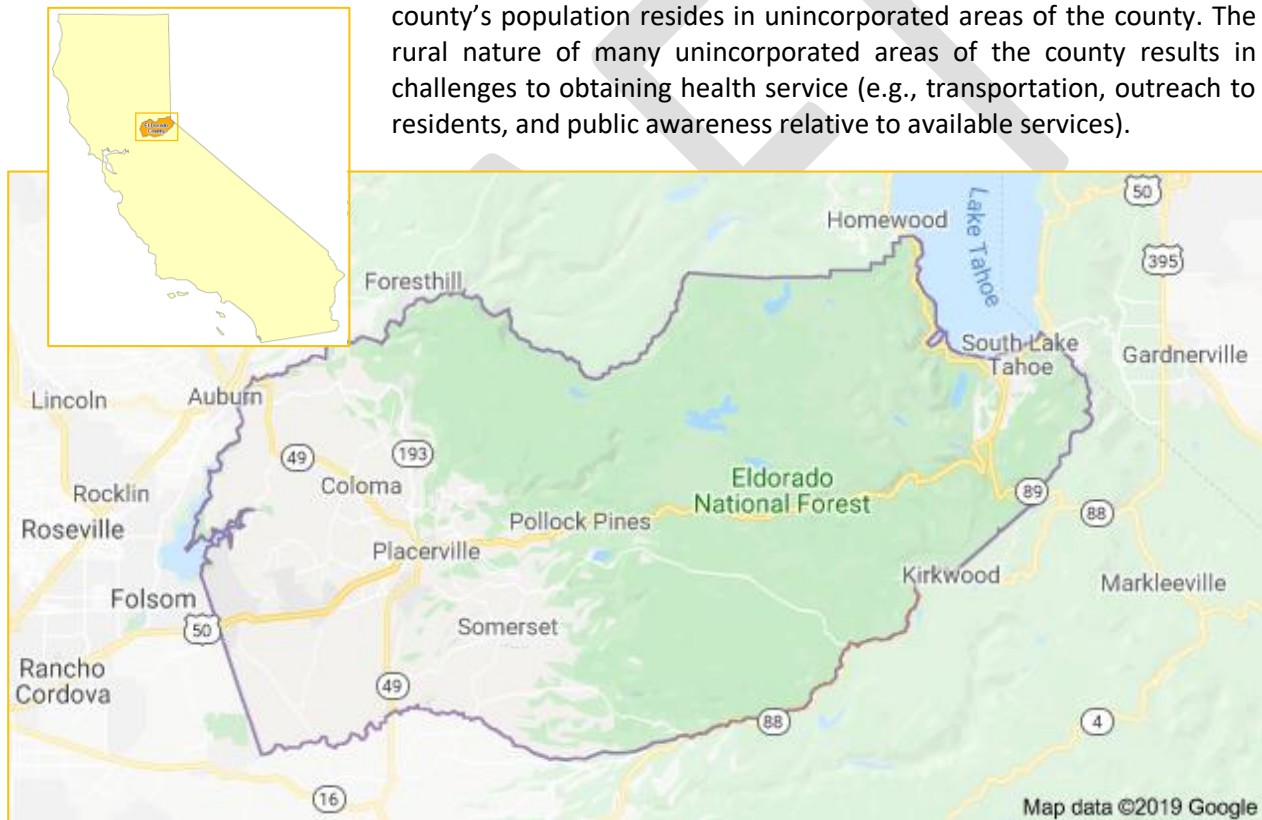 county's population resides in unincorporated areas of the county. The
rural nature of many unincorporated areas of the county results in
challenges to obtaining health service (e.g., transportation, outreach to
residents, and public awareness relative to available services).
El Dorado
County
Homewood
Lake Tahoe
50
395
Foresthill
South Lake
Tahoe
Gardnerville
Lincoln
Auburn
49
193
Rocklin
Coloma
Eldorado
National Forest
89
88
Roseville
Pollock Pines
Placerville
Kirkwood
Markleeville
Folsom
50
Somerset
Rancho
Cordova
49
88
4
16
Map data ©2019 Google